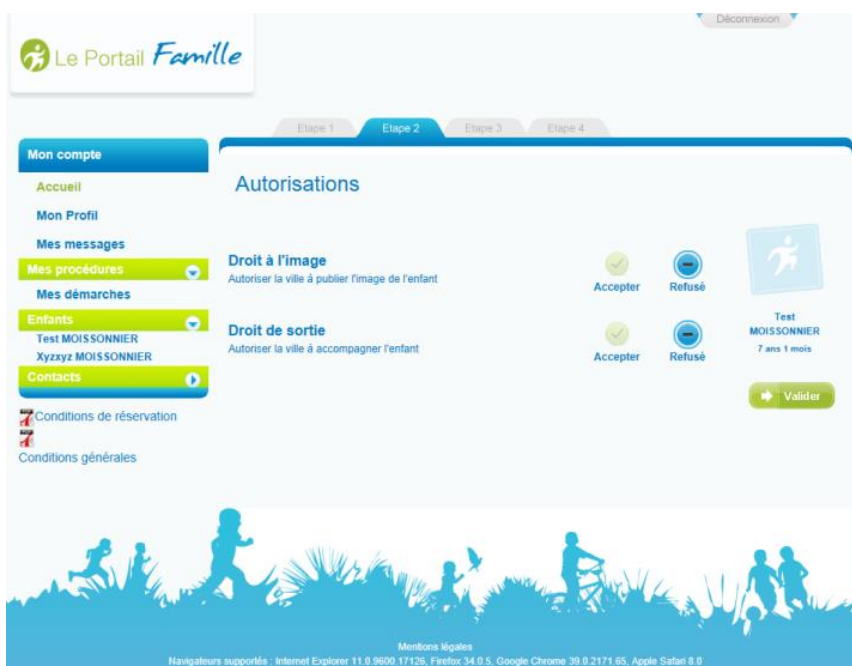 Déconnexion
Le Portail Famille
Etape 1 Etape 2 Etape 3 Etape 4
Mon compte
Accueil
Mon Profil
Mes messages
Mes procédures
Mes démarches
Enfants
Test MOISSONNIER
Xyzxyz MOISSONNIER
Contacts
Conditions de réservation
Conditions générales
Autorisations
Droit à l'image
Autoriser la ville à publier l'image de l'enfant
Accepter Refusé
Droit de sortie
Autoriser la ville à accompagner l'enfant
Accepter Refusé
Test
MOISSONNIER
7 ans 1 mois
Valider
Mentions légales
Navigateurs supportés : Internet Explorer 11.0.9600.17126, Firefox 34.0.5, Google Chrome 39.0.2171.65, Apple Safari 8.0